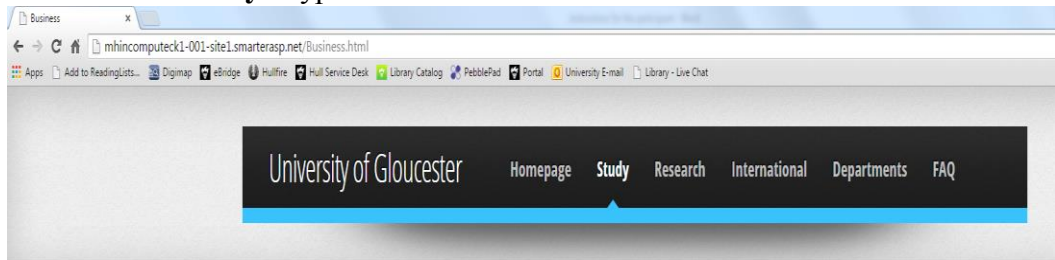 Business x
mhincomputeck1-001-site1.smarterasp.net/Business.html
Apps Add to ReadingLists... Digimap eBridge Hullfire Hull Service Desk Library Catalog PebblePad Portal University E-mail Library - Live Chat
University of Gloucester Homepage Study Research International Departments FAQ